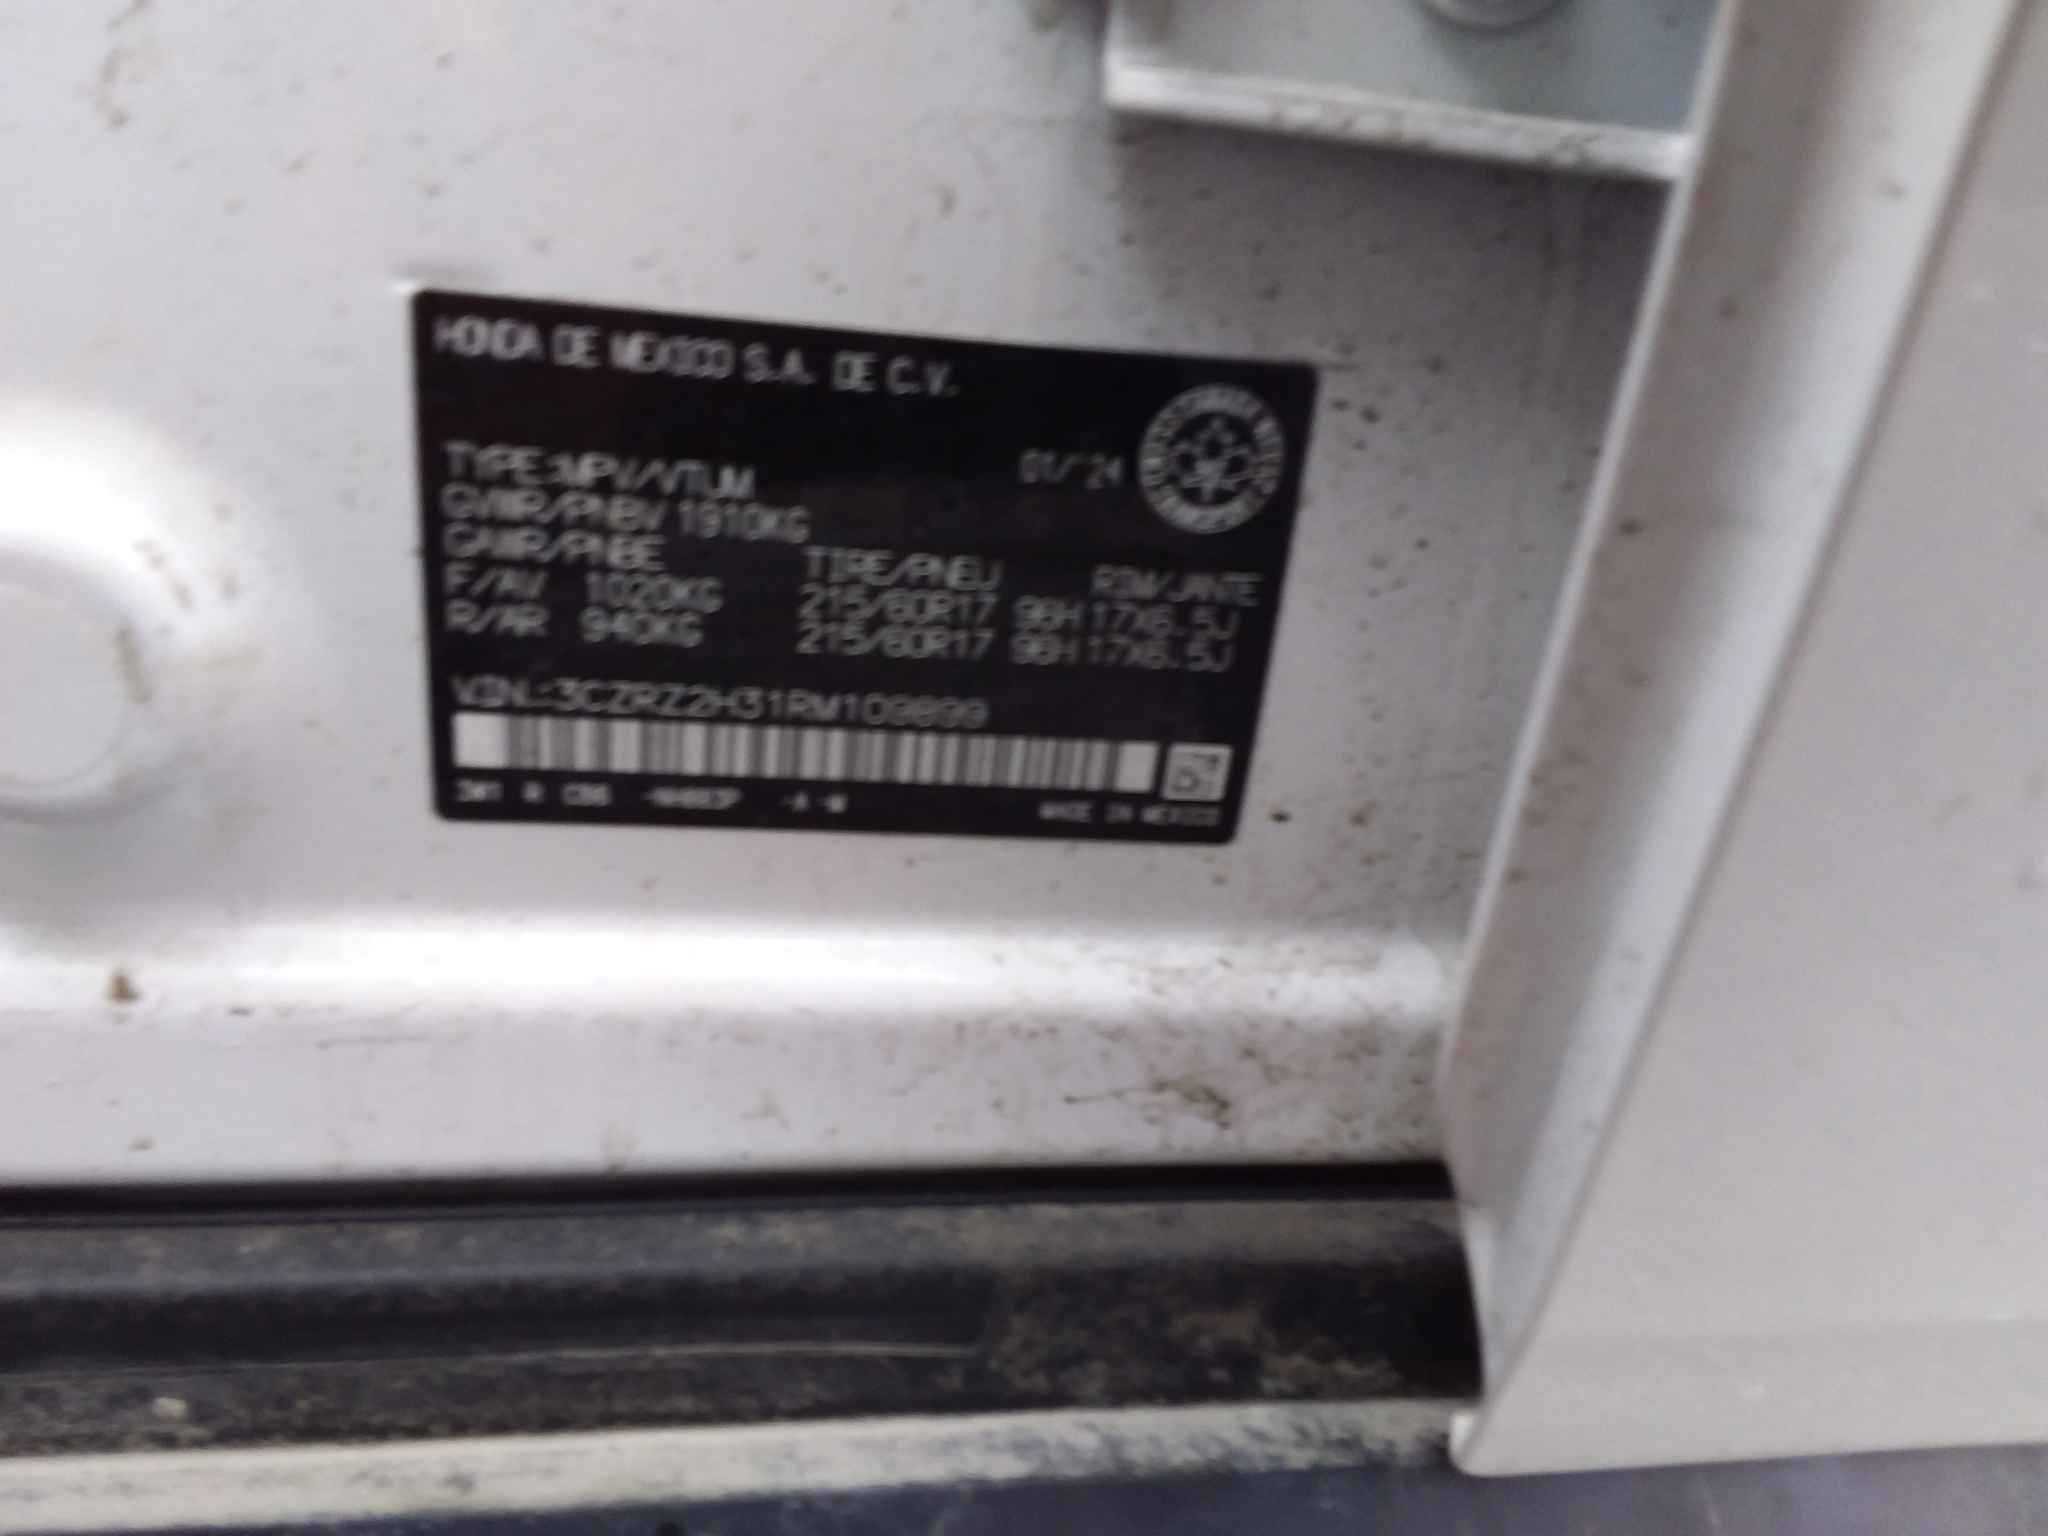 HONDA DE MEXICO S.A. DE C.V.
TYPE:MPV/VTUM 01/'24
GVWR/PNBV 1910KG
GAWR/PNBE TIRE/PNEU RIM/JANTE
F/AV 1020KG 215/60R17 96H 17X6.5J
R/AR 940KG 215/60R17 96H 17X6.5J
VIN.:
MADE IN MEXICO